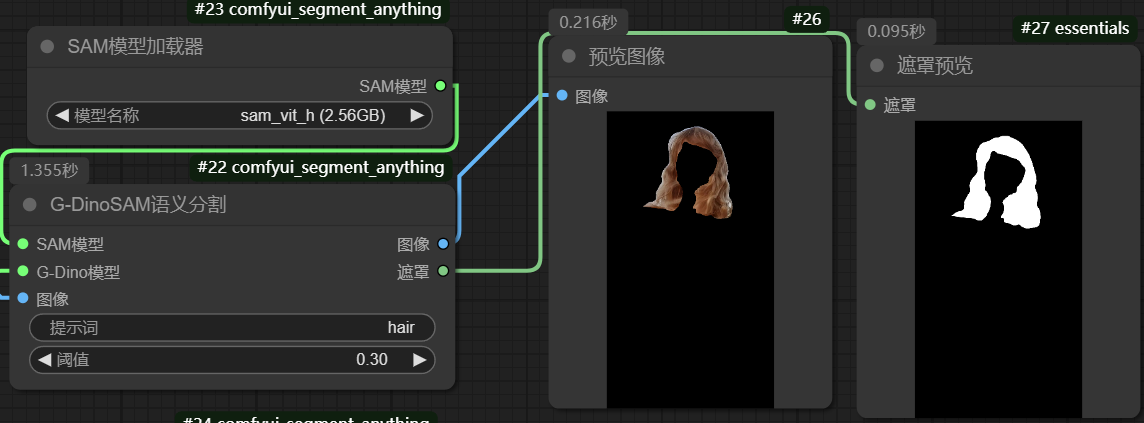 #23 comfyui_segment_anything
SAM模型加载器
SAM模型
模型名称 sam_vit_h (2.56GB)
1.355秒
#22 comfyui_segment_anything
G-DinoSAM语义分割
SAM模型 图像
G-Dino模型 遮罩
图像
提示词 hair
阈值 0.30
#24 comfyui_segment_anything
0.216秒
#26
预览图像
图像
0.095秒
#27 essentials
遮罩预览
遮罩